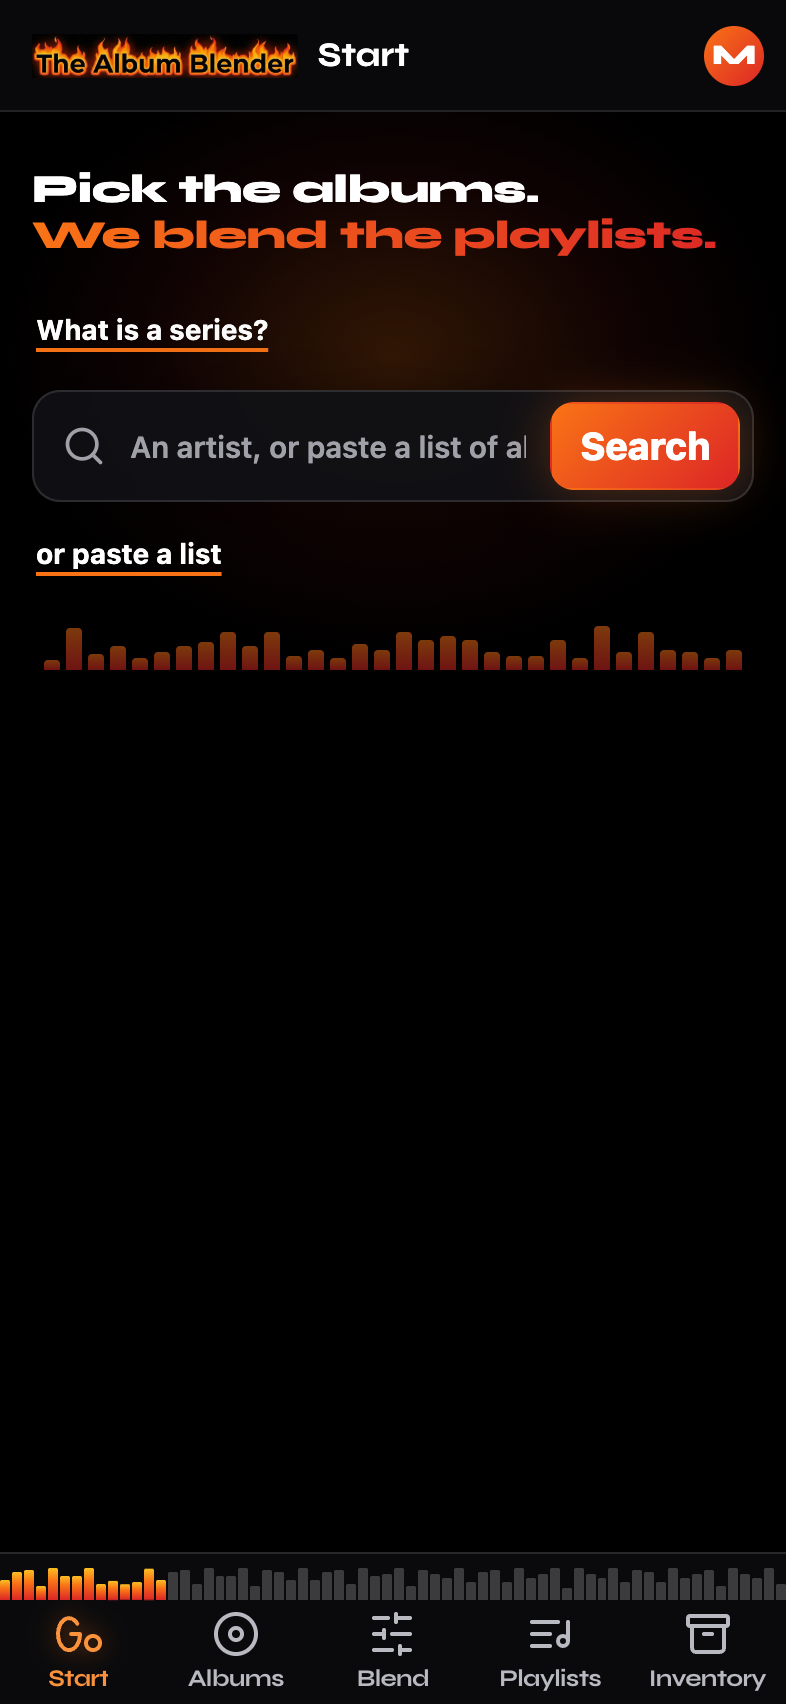 The Album Blender Start M
Pick the albums.
We blend the playlists.
What is a series?
An artist, or paste a list of al Search
or paste a list
Go
Start Albums Blend Playlists Inventory